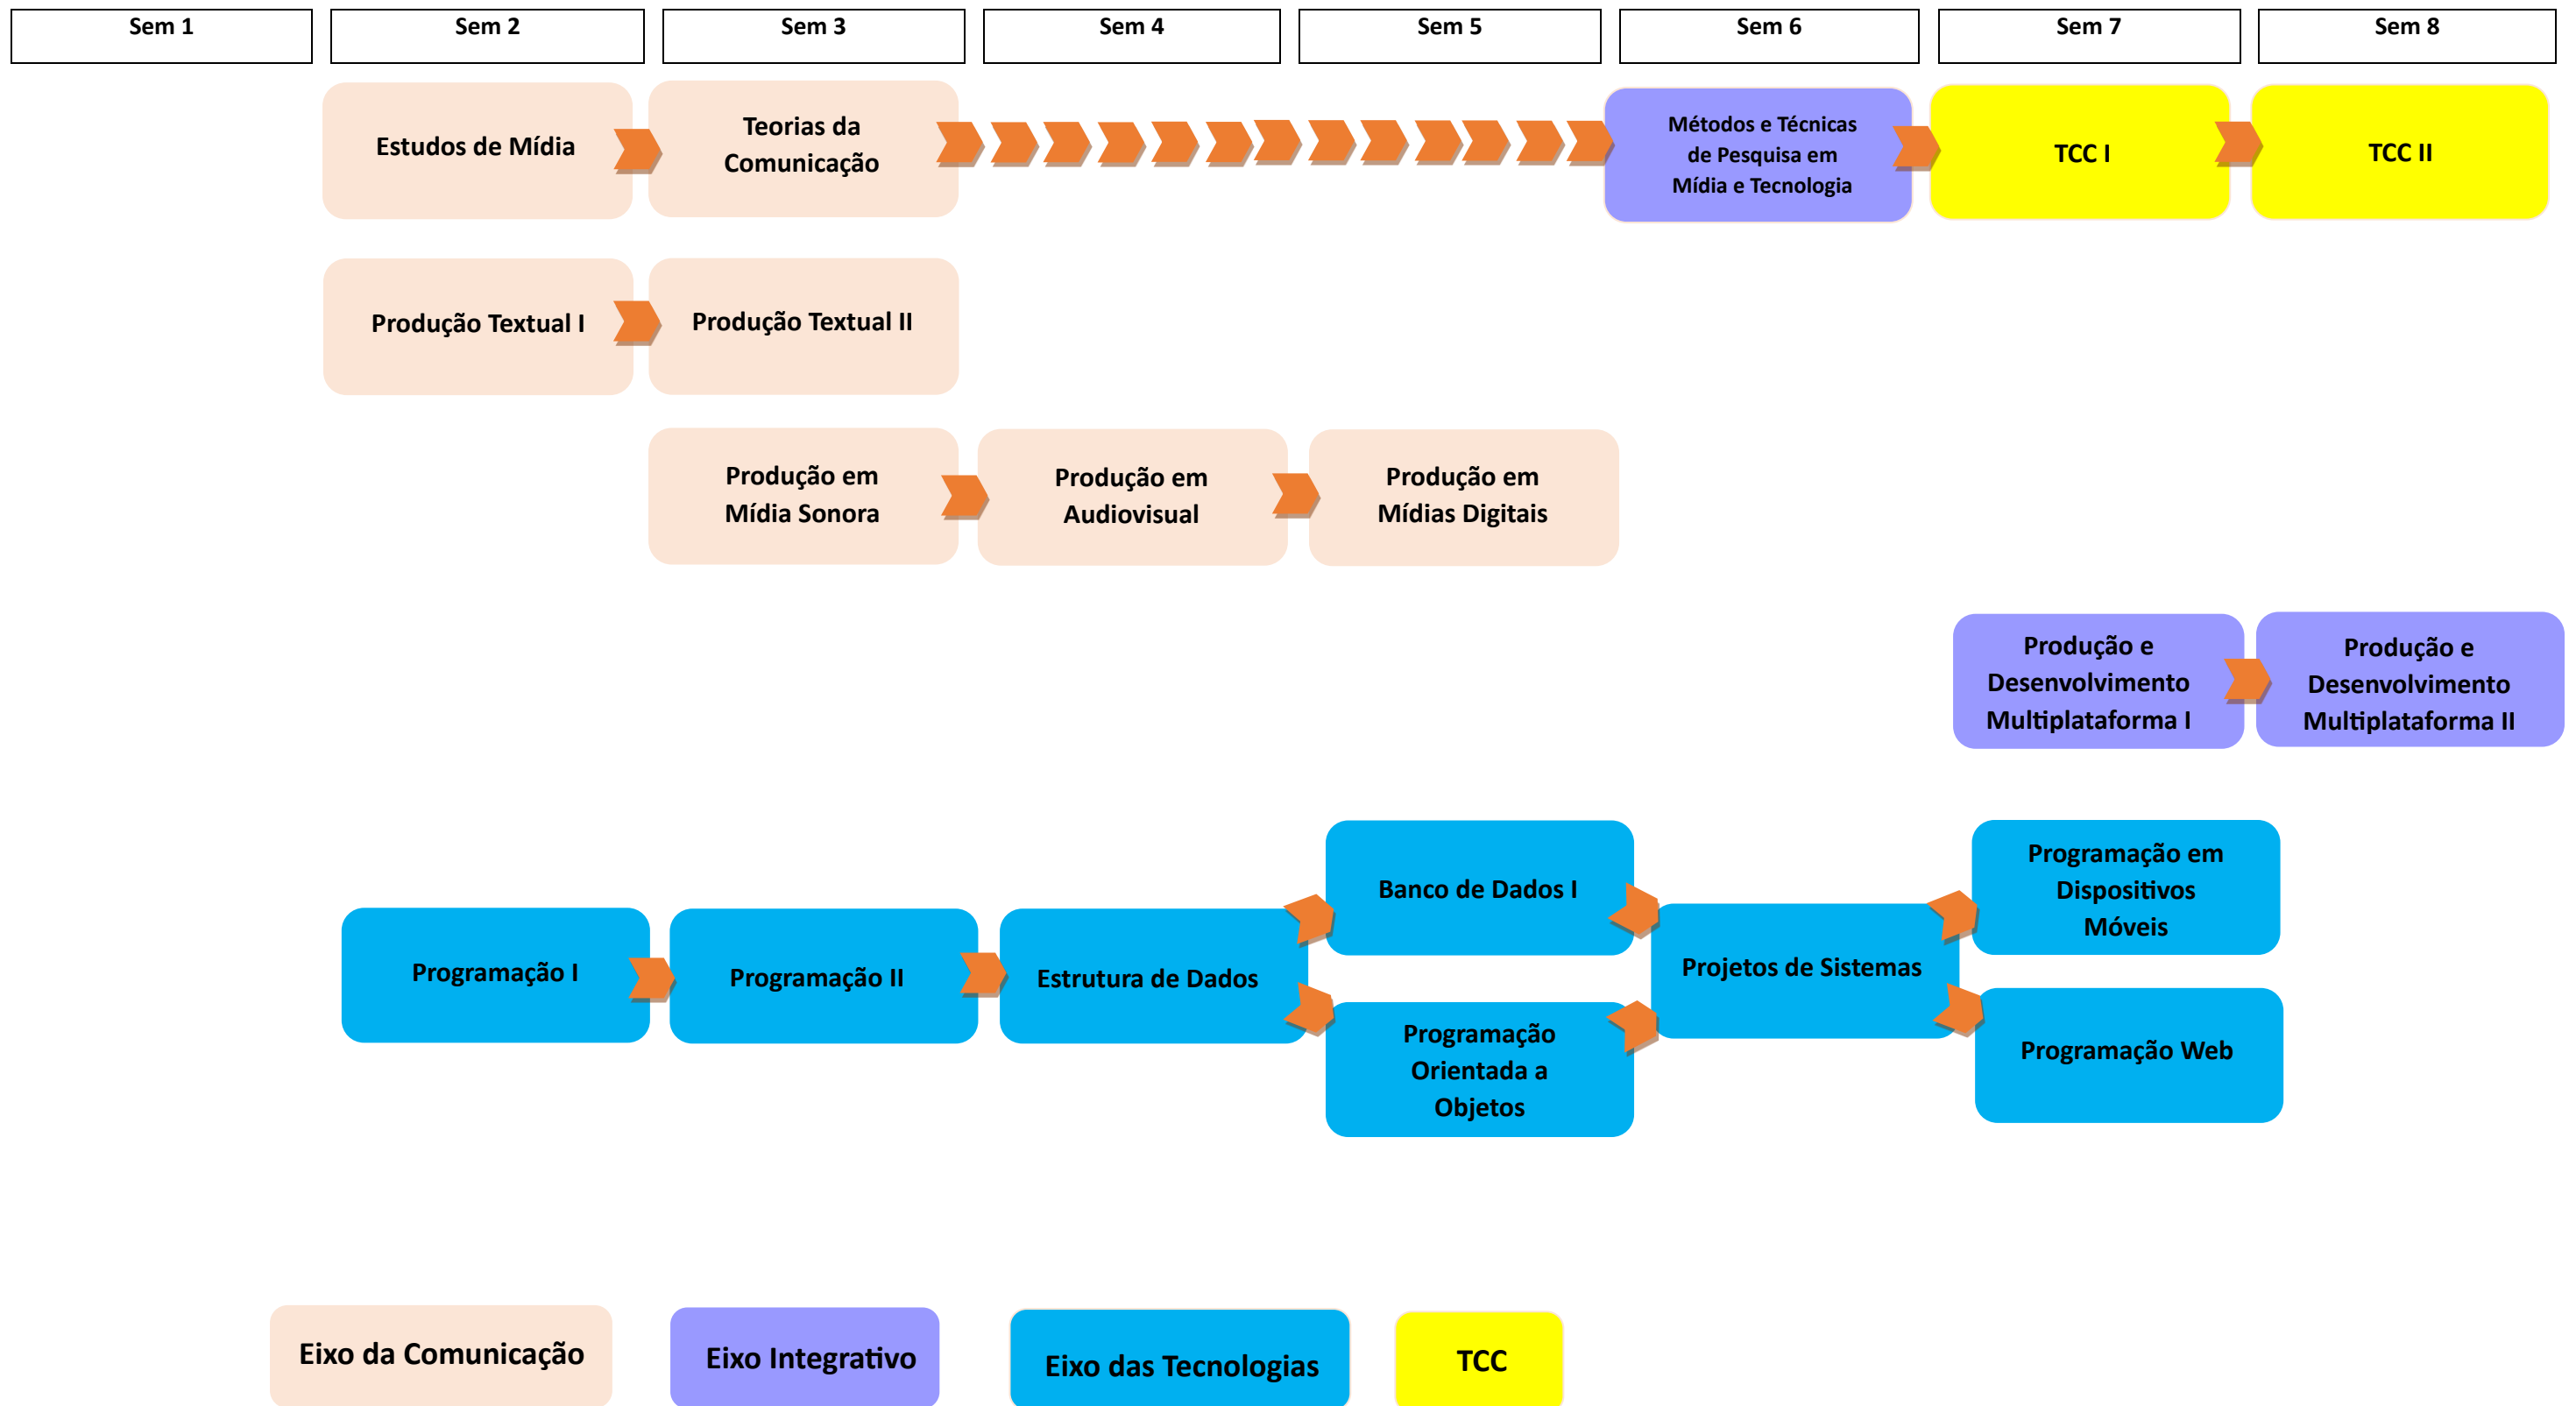 Sem 1
Sem 2
Sem 3
Sem 4
Sem 5
Sem 6
Sem 7
Sem 8
Estudos de Mídia
Teorias da
Comunicação
Métodos e Técnicas
de Pesquisa em
Mídia e Tecnologia
TCC I
TCC II
Produção Textual I
Produção Textual II
Produção em
Mídia Sonora
Produção em
Audiovisual
Produção em
Mídias Digitais
Produção e
Desenvolvimento
Multiplataforma I
Produção e
Desenvolvimento
Multiplataforma II
Programação I
Programação II
Estrutura de Dados
Banco de Dados I
Programação
Orientada a
Objetos
Projetos de Sistemas
Programação em
Dispositivos
Móveis
Programação Web
Eixo da Comunicação
Eixo Integrativo
Eixo das Tecnologias
TCC